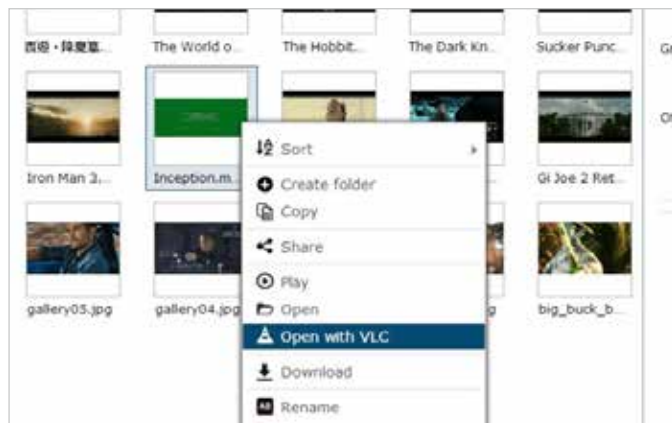 The World o...
The Hobbit...
The Dark Kn...
Sucker Punc...
Iron Man 3...
Inception.m...
GI Joe 2 Ret...
Sort
Create folder
Copy
Share
Play
Open
Open with VLC
Download
Rename
gallery05.jpg
gallery04.jpg
big_buck_b...